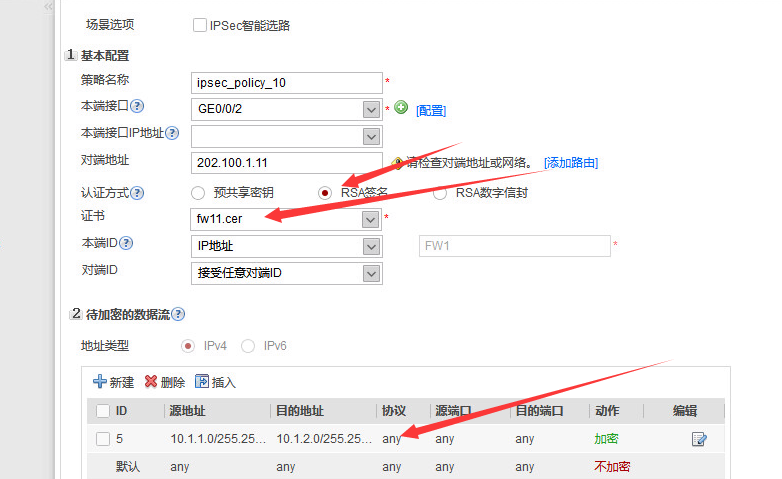 场景选项 IPSec智能选路
1 基本配置
策略名称 ipsec_policy_10 *
本端接口 ? GE0/0/2 * [配置]
本端接口IP地址 ?
对端地址 202.100.1.11 请检查对端地址或网络。 [添加路由]
认证方式 ? 预共享密钥 RSA签名 RSA数字信封
证书 fw11.cer *
本端ID ? IP地址 FW1 *
对端ID 接受任意对端ID
2 待加密的数据流 ?
地址类型 IPv4 IPv6
新建 删除 插入
ID 源地址 目的地址 协议 源端口 目的端口 动作 编辑
5 10.1.1.0/255.25... 10.1.2.0/255.25... any any any 加密
默认 any any any any any 不加密